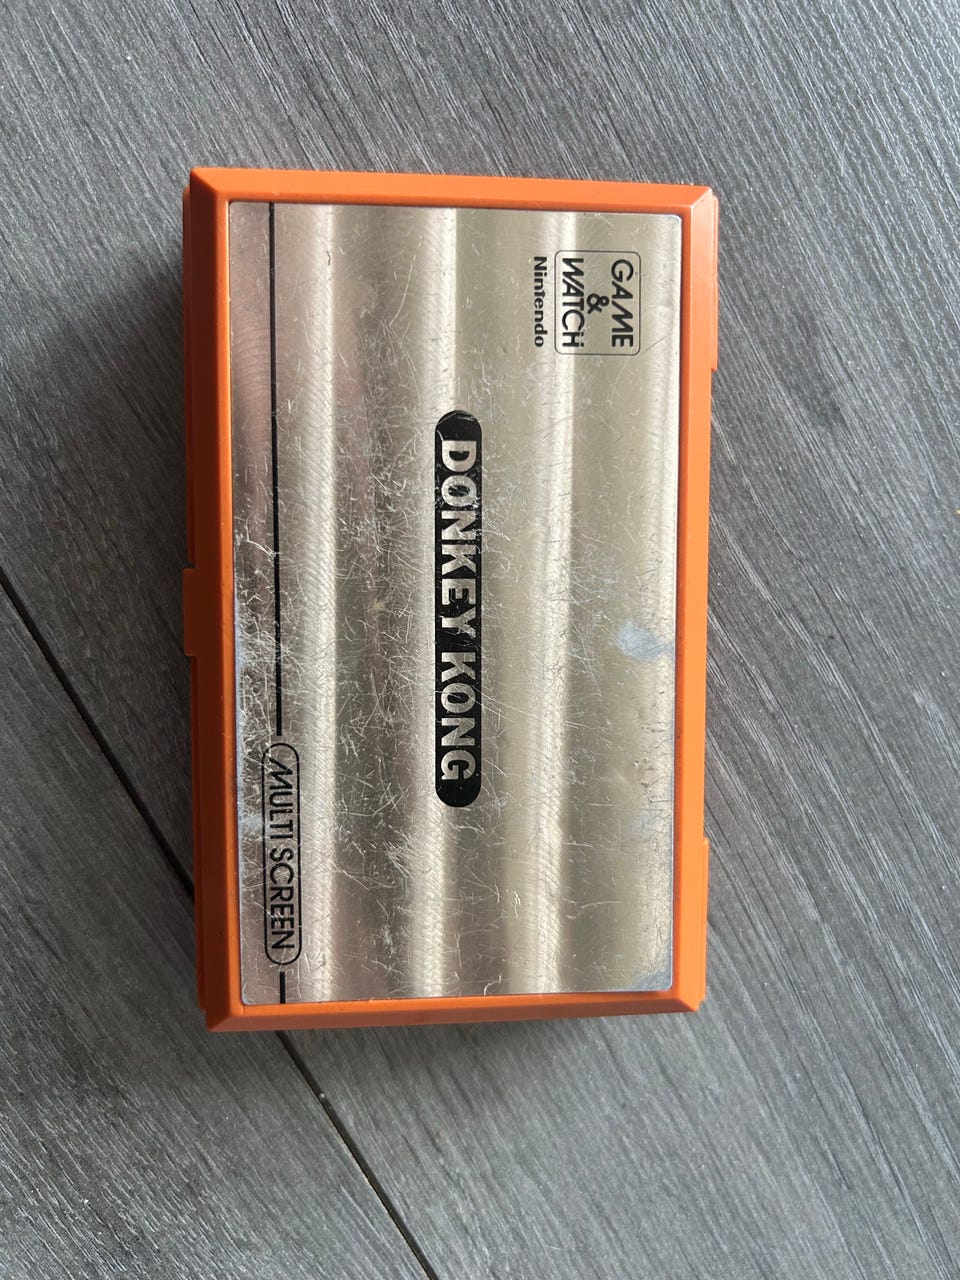 GAME
&
WATCH
Nintendo
DONKEY KONG
MULTI SCREEN